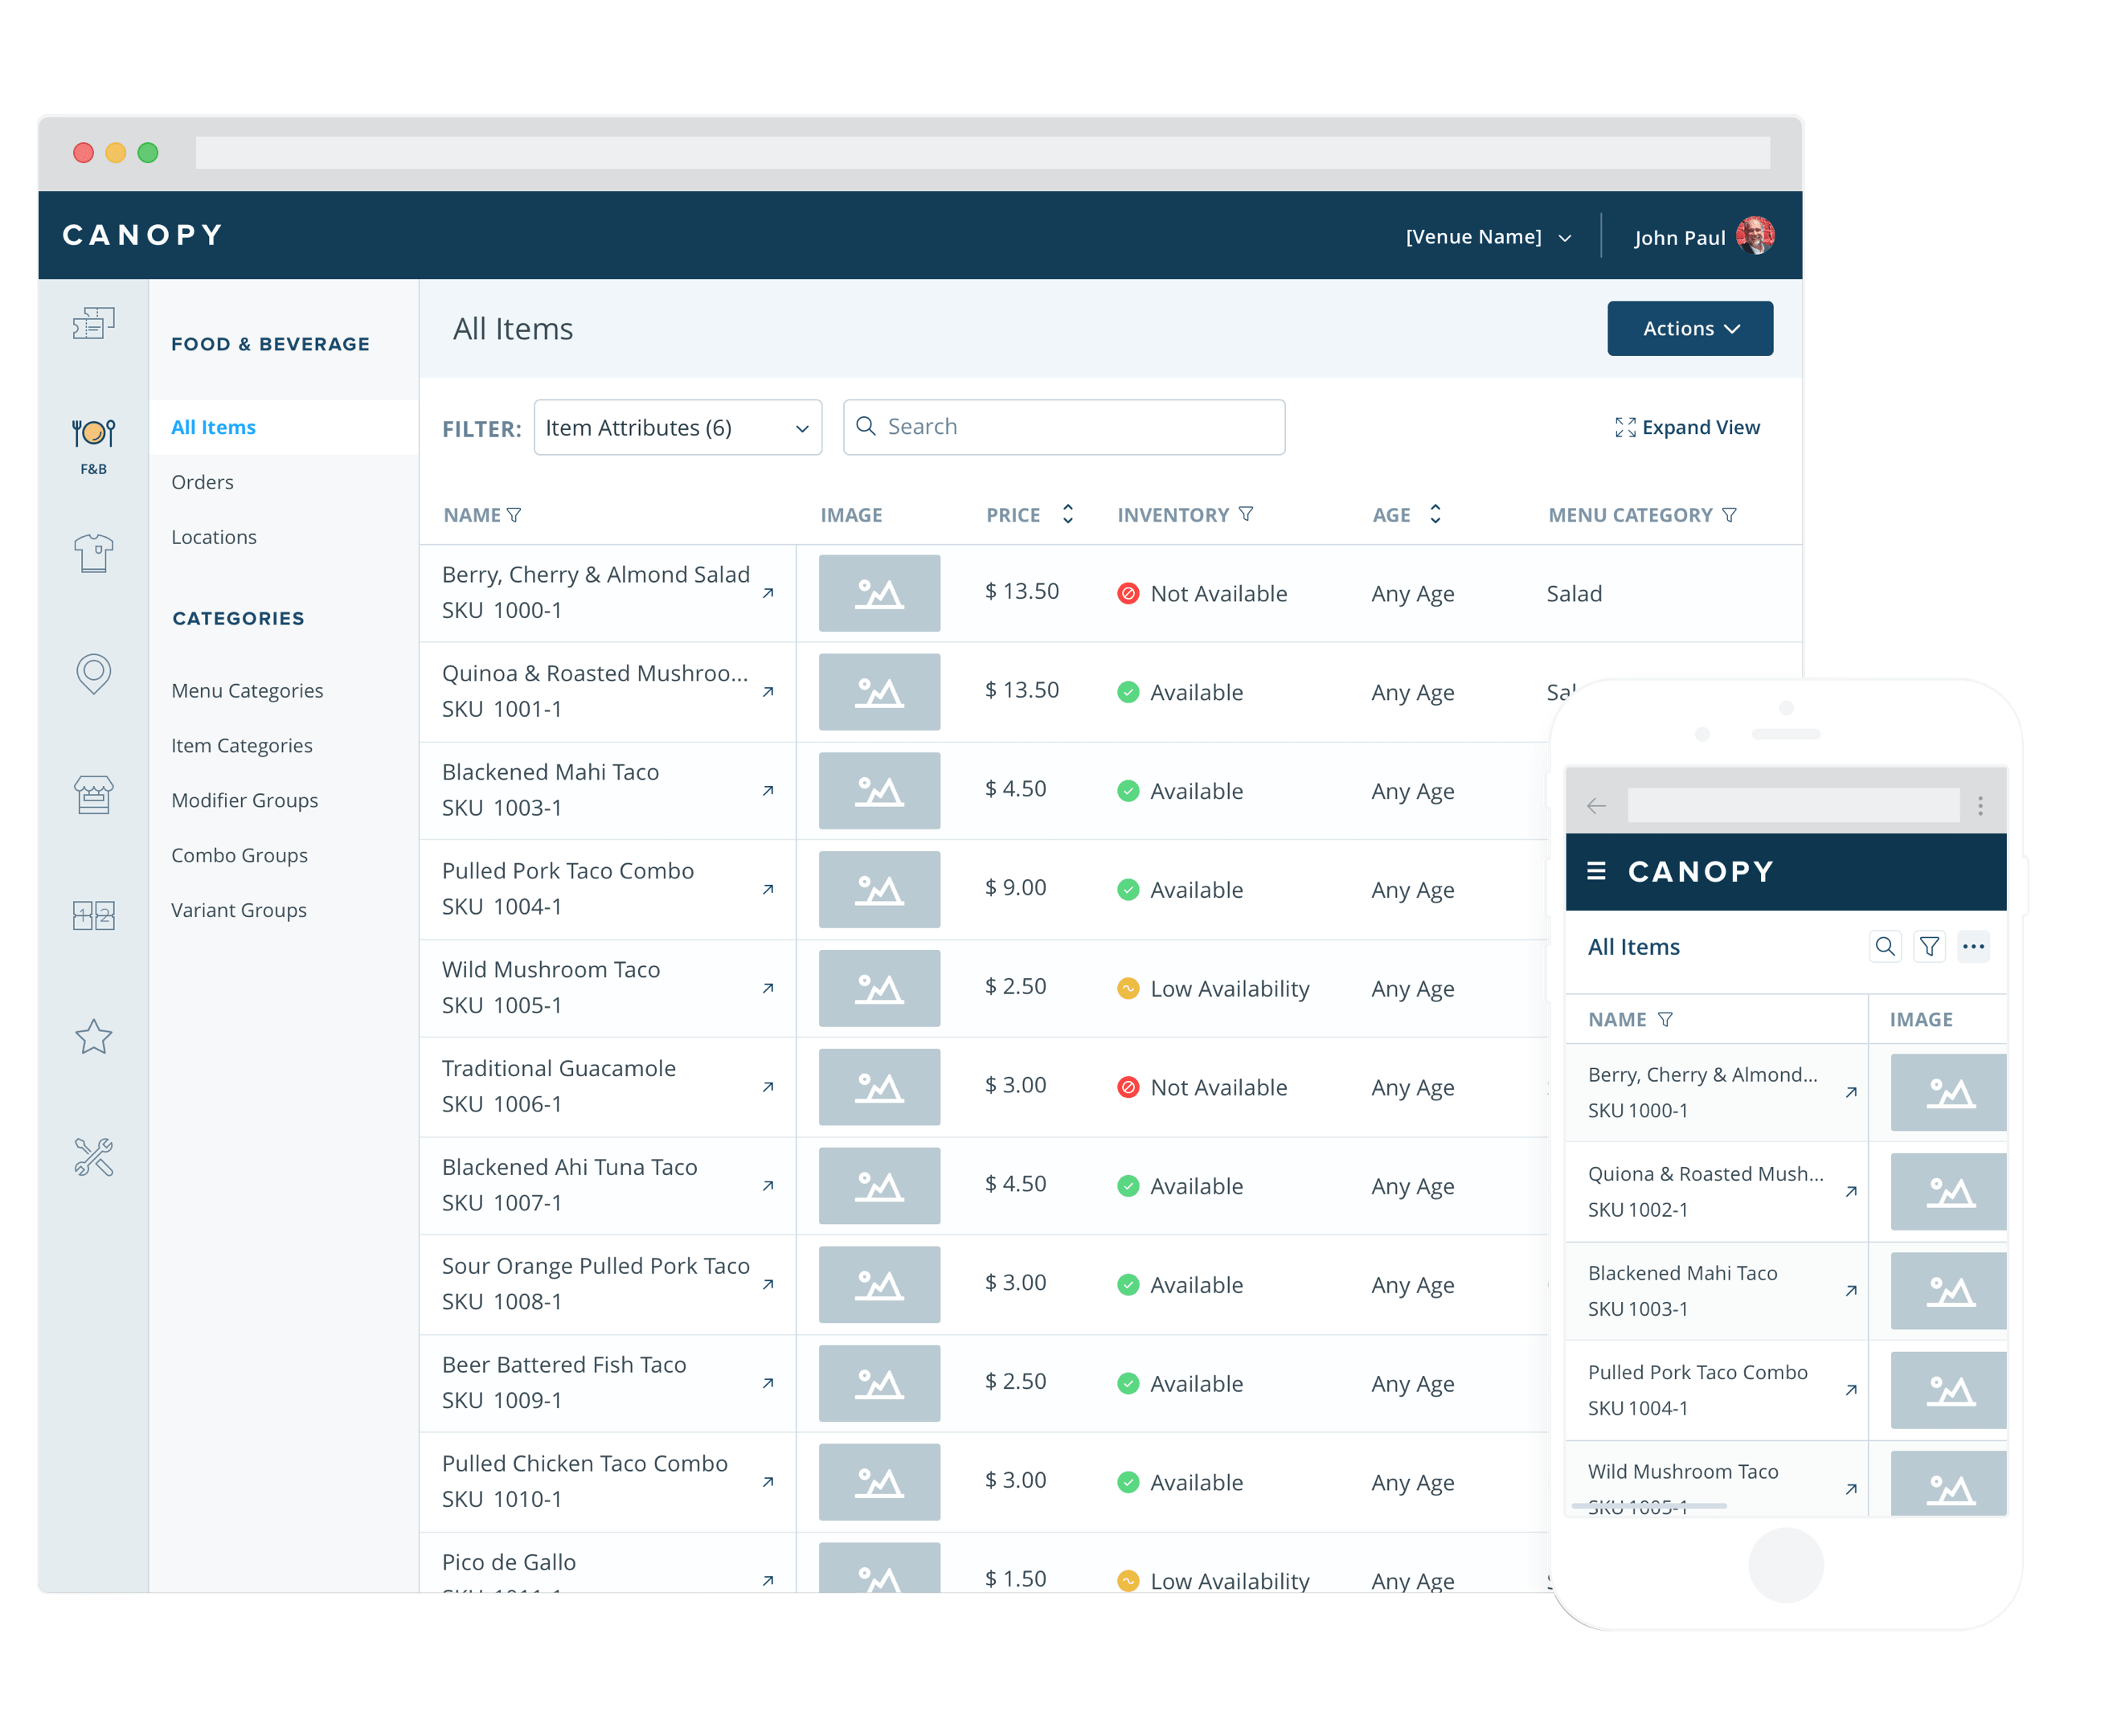 CANOPY
[Venue Name]
John Paul
FOOD & BEVERAGE
All Items
Orders
Locations
CATEGORIES
Menu Categories
Item Categories
Modifier Groups
Combo Groups
Variant Groups
F&B
1 2
All Items
Actions
FILTER: Item Attributes (6) Search Expand View
NAME IMAGE PRICE INVENTORY AGE MENU CATEGORY
Berry, Cherry & Almond Salad
SKU 1000-1
$ 13.50 Not Available Any Age Salad
Quinoa & Roasted Mushroo...
SKU 1001-1
$ 13.50 Available Any Age
Blackened Mahi Taco
SKU 1003-1
$ 4.50 Available Any Age
Pulled Pork Taco Combo
SKU 1004-1
$ 9.00 Available Any Age
Wild Mushroom Taco
SKU 1005-1
$ 2.50 Low Availability Any Age
Traditional Guacamole
SKU 1006-1
$ 3.00 Not Available Any Age
Blackened Ahi Tuna Taco
SKU 1007-1
$ 4.50 Available Any Age
Sour Orange Pulled Pork Taco
SKU 1008-1
$ 3.00 Available Any Age
Beer Battered Fish Taco
SKU 1009-1
$ 2.50 Available Any Age
Pulled Chicken Taco Combo
SKU 1010-1
$ 3.00 Available Any Age
Pico de Gallo
$ 1.50 Low Availability Any Age
CANOPY
All Items
NAME IMAGE
Berry, Cherry & Almond...
SKU 1000-1
Quiona & Roasted Mush...
SKU 1002-1
Blackened Mahi Taco
SKU 1003-1
Pulled Pork Taco Combo
SKU 1004-1
Wild Mushroom Taco
SKU 1005-1